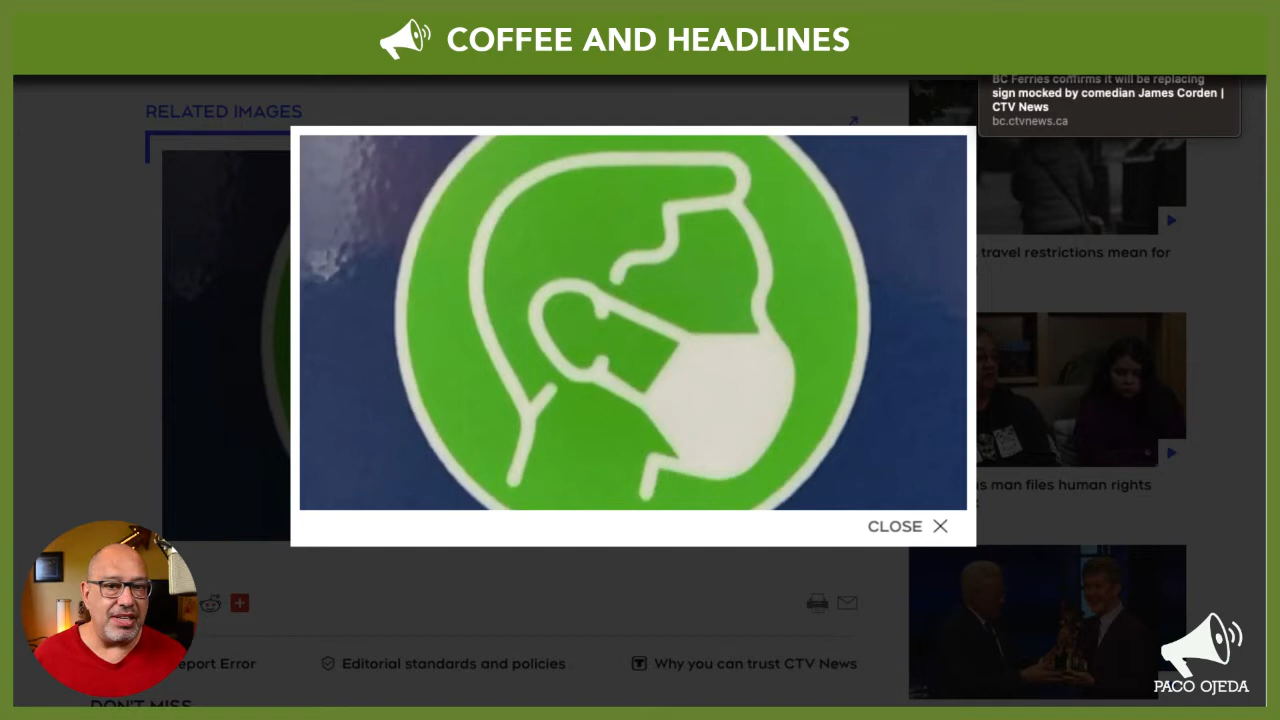 COFFEE AND HEADLINES
BC Ferries confirms it will be replacing
sign mocked by comedian James Corden |
CTV News
bc.ctvnews.ca
RELATED IMAGES
travel restrictions mean for
man files human rights
CLOSE
eport Error
Editorial standards and policies
Why you can trust CTV News
DON'T MISS
PACO OJEDA